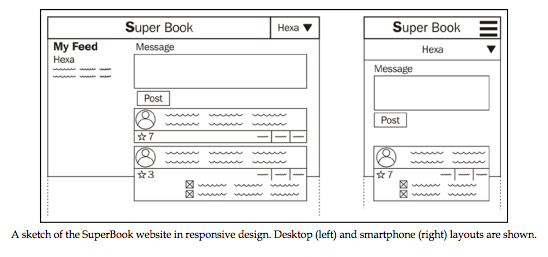 Super Book
Hexa ▼
My Feed
Hexa
Message
Post
☆7
☆3
Super Book
Hexa ▼
Message
Post
☆7
A sketch of the SuperBook website in responsive design. Desktop (left) and smartphone (right) layouts are shown.